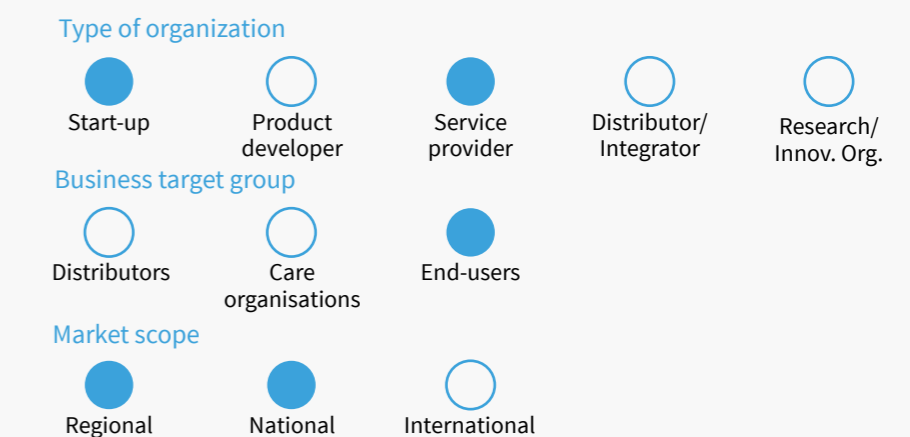 Type of organization
Start-up
Product
developer
Service
provider
Distributor/
Integrator
Research/
Innov. Org.
Business target group
Distributors
Care
organisations
End-users
Market scope
Regional
National
International